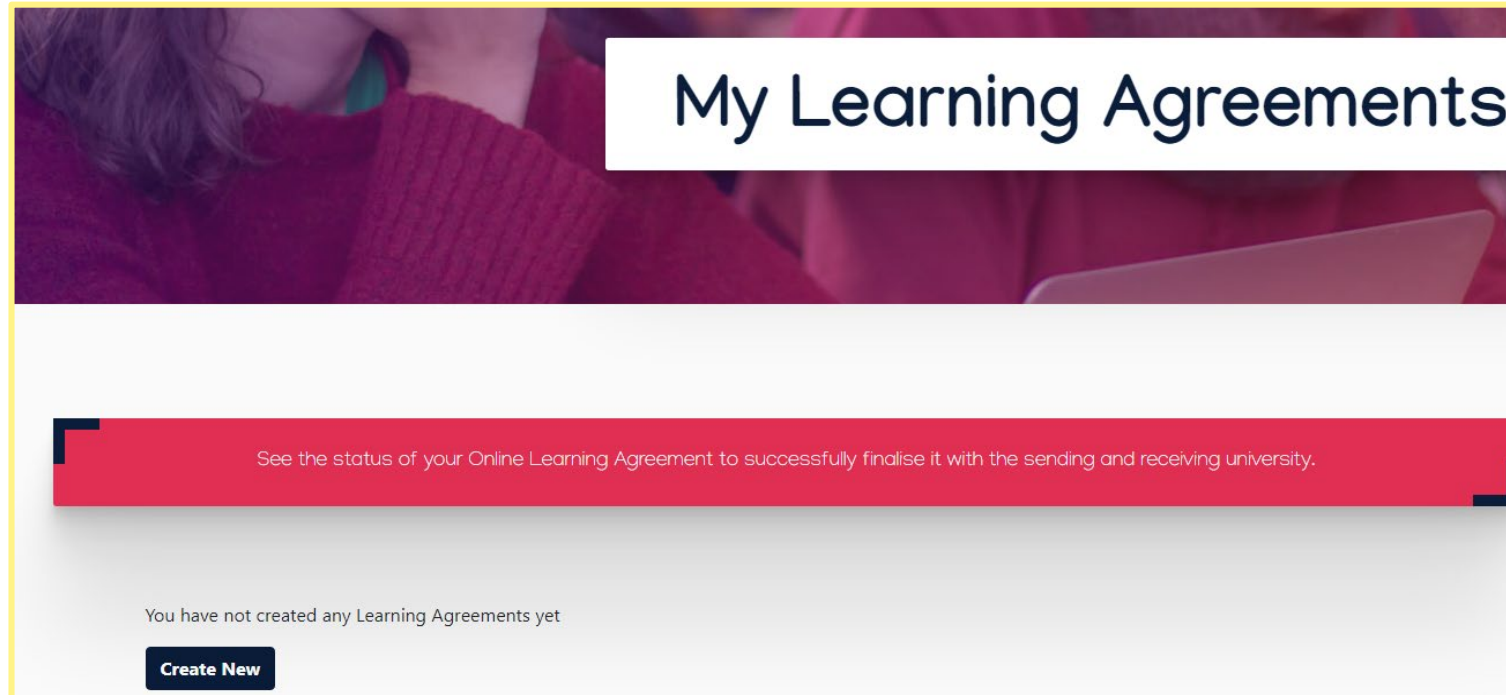 My Learning Agreements
See the status of your Online Learning Agreement to successfully finalise it with the sending and receiving university.
You have not created any Learning Agreements yet
Create New